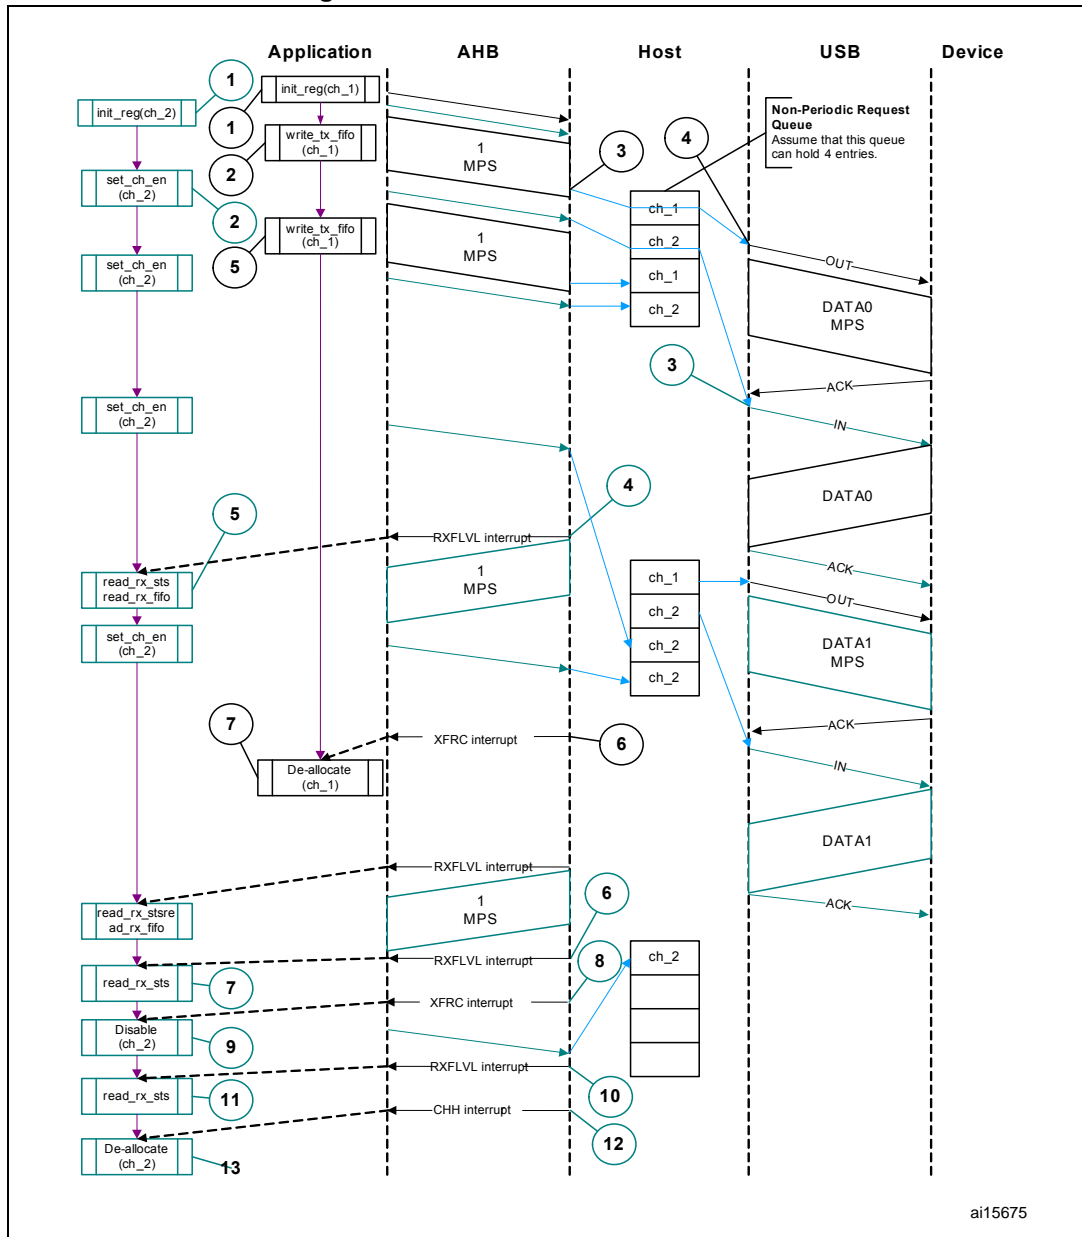 Application AHB Host USB Device
1
init_reg(ch_1)
init_reg(ch_2)
1
Non-Periodic Request
Queue
Assume that this queue
can hold 4 entries.
write_tx_fifo
(ch_1)
2
1
MPS
3
4
set_ch_en
(ch_2)
2
ch_1
ch_2
ch_1
ch_2
write_tx_fifo
(ch_1)
5
1
MPS
set_ch_en
(ch_2)
OUT
DATA0
MPS
3
ACK
set_ch_en
(ch_2)
IN
4
DATA0
5
RXFLVL interrupt
read_rx_sts
read_rx_fifo
1
MPS
ACK
ch_1
ch_2
ch_2
ch_2
OUT
set_ch_en
(ch_2)
DATA1
MPS
7
XFRC interrupt
6
ACK
De-allocate
(ch_1)
IN
DATA1
RXFLVL interrupt
6
read_rx_stsre
ad_rx_fifo
1
MPS
ACK
RXFLVL interrupt
8
ch_2
read_rx_sts
7
XFRC interrupt
Disable
(ch_2)
9
RXFLVL interrupt
10
read_rx_sts
11
CHH interrupt
12
De-allocate
(ch_2)
13
ai15675